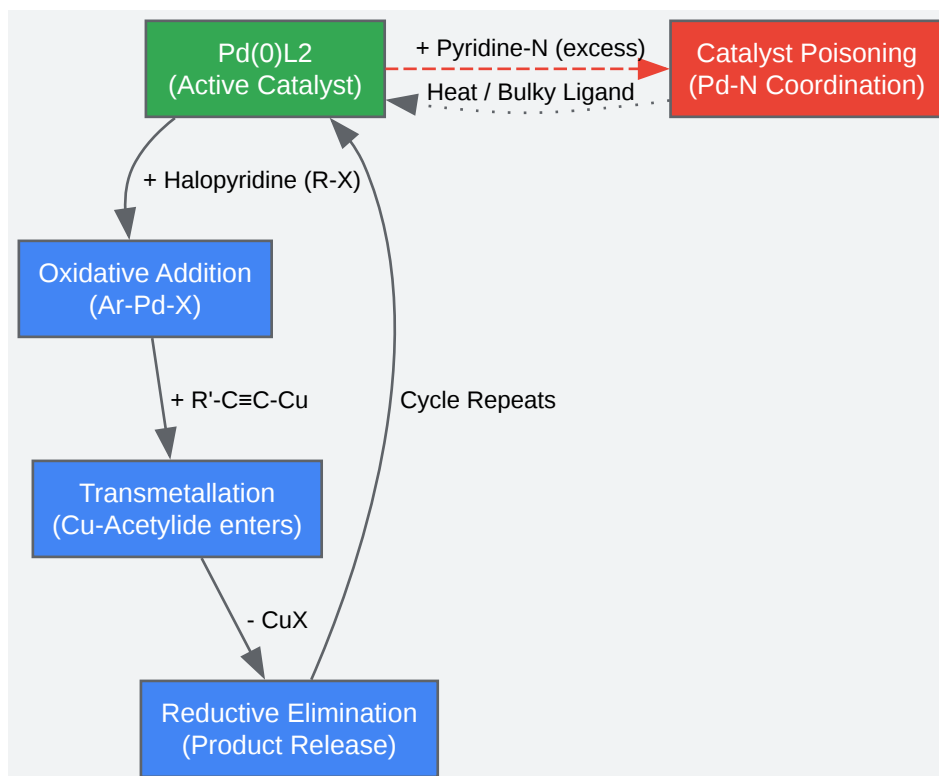 Pd(0)L2
(Active Catalyst)
+ Pyridine-N (excess)
Heat / Bulky Ligand
Catalyst Poisoning
(Pd-N Coordination)
+ Halopyridine (R-X)
Oxidative Addition
(Ar-Pd-X)
+ R'-C≡C-Cu
Cycle Repeats
Transmetallation
(Cu-Acetylide enters)
- CuX
Reductive Elimination
(Product Release)